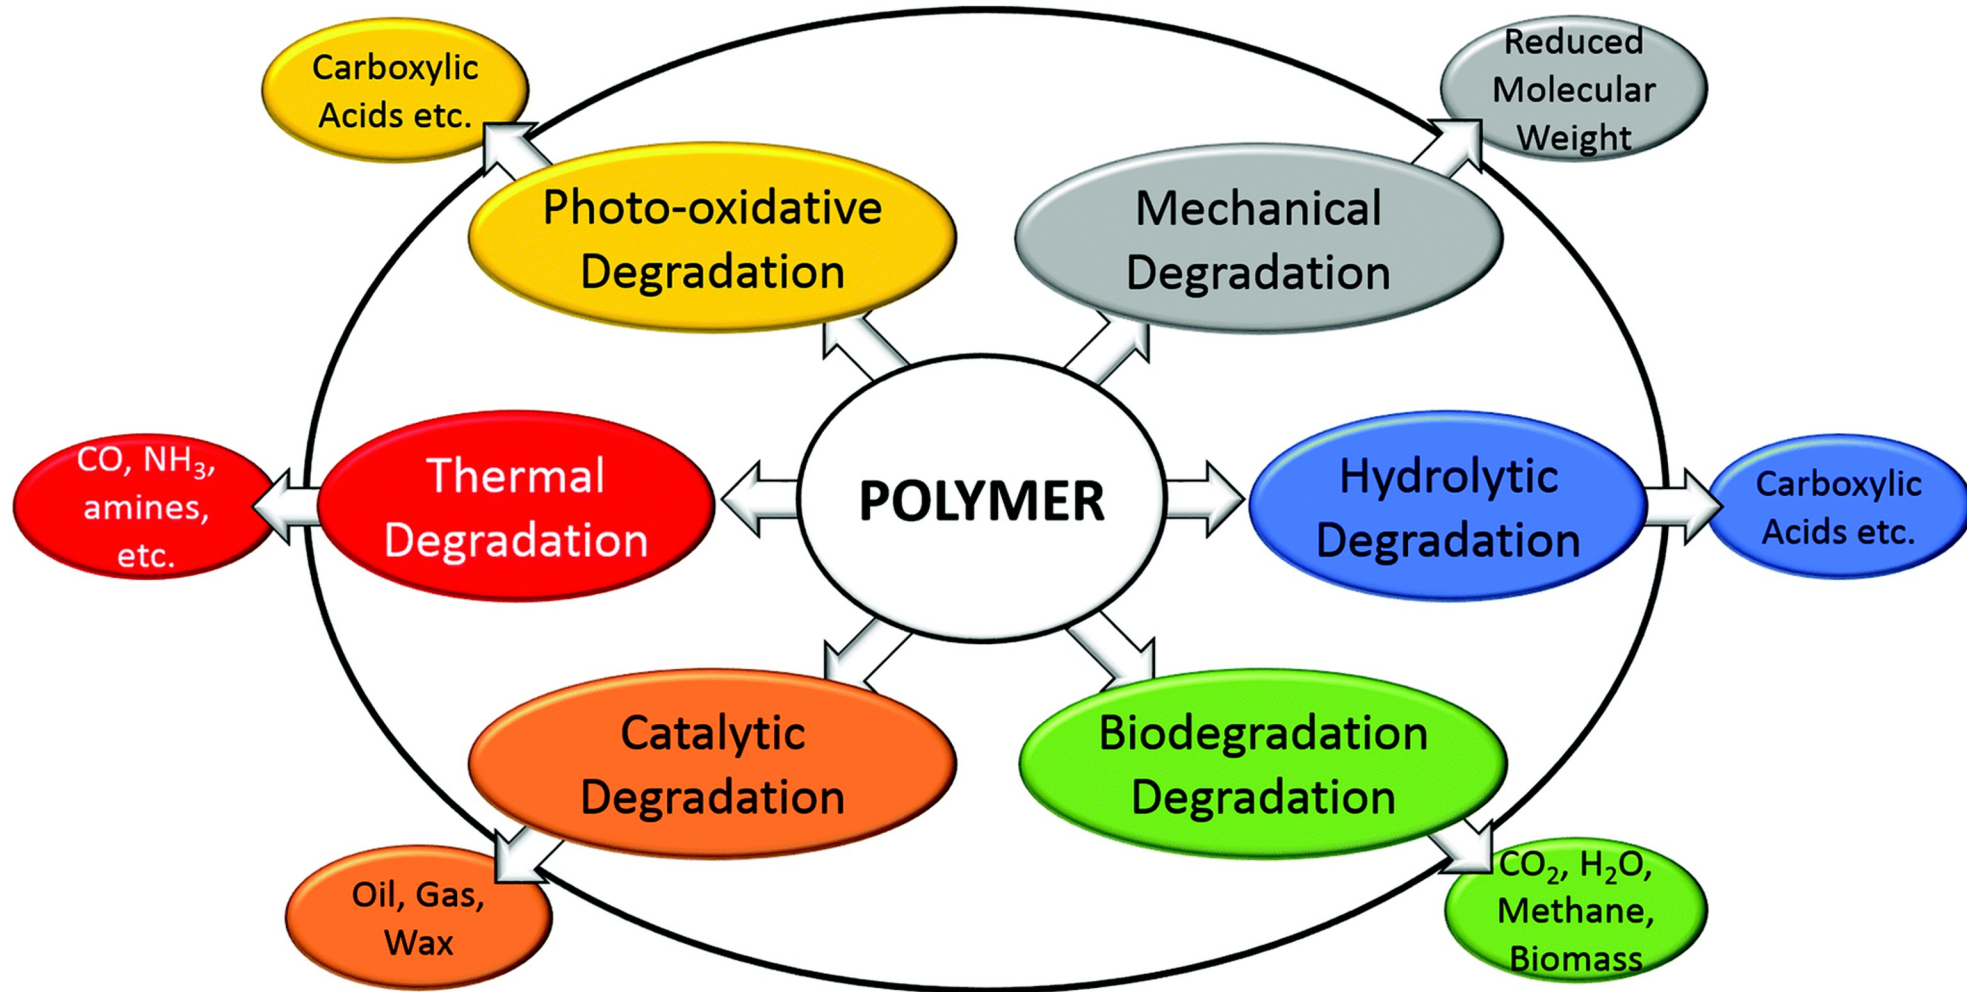 Carboxylic
Acids etc.
Reduced
Molecular
Weight
Photo-oxidative
Degradation
Mechanical
Degradation
CO, NH₃,
amines,
etc.
Thermal
Degradation
POLYMER
Hydrolytic
Degradation
Carboxylic
Acids etc.
Catalytic
Degradation
Biodegradation
Degradation
Oil, Gas,
Wax
CO₂, H₂O,
Methane,
Biomass